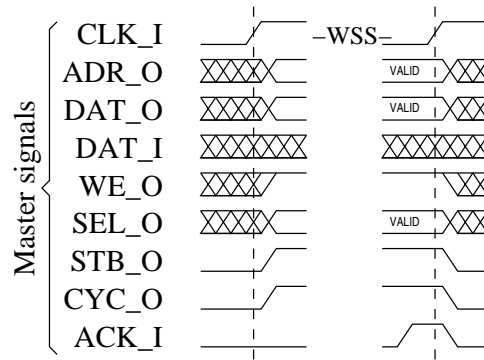 CLK_I –WSS–
ADR_O VALID
DAT_O VALID
DAT_I
WE_O
SEL_O VALID
STB_O
CYC_O
ACK_I
Master signals